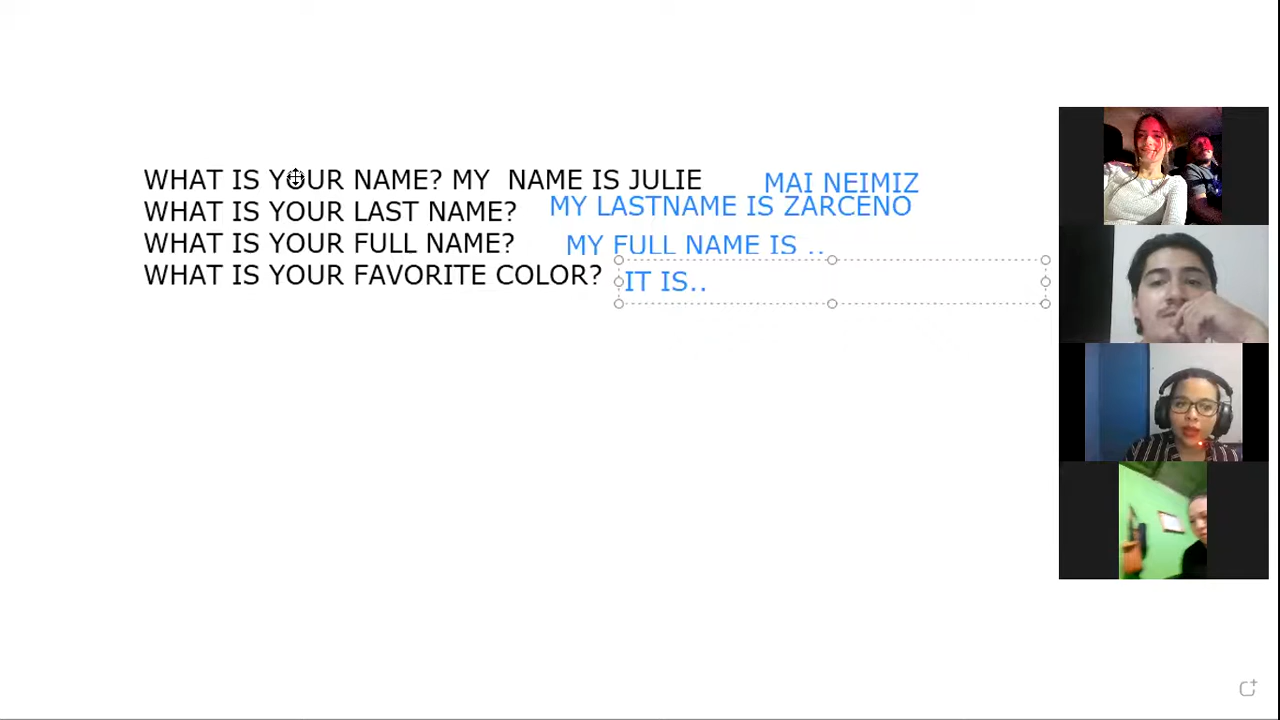 WHAT IS YOUR NAME? MY NAME IS JULIE MAI NEIMIZ
WHAT IS YOUR LAST NAME? MY LASTNAME IS ZARCENO
WHAT IS YOUR FULL NAME? MY FULL NAME IS ..
WHAT IS YOUR FAVORITE COLOR? IT IS..